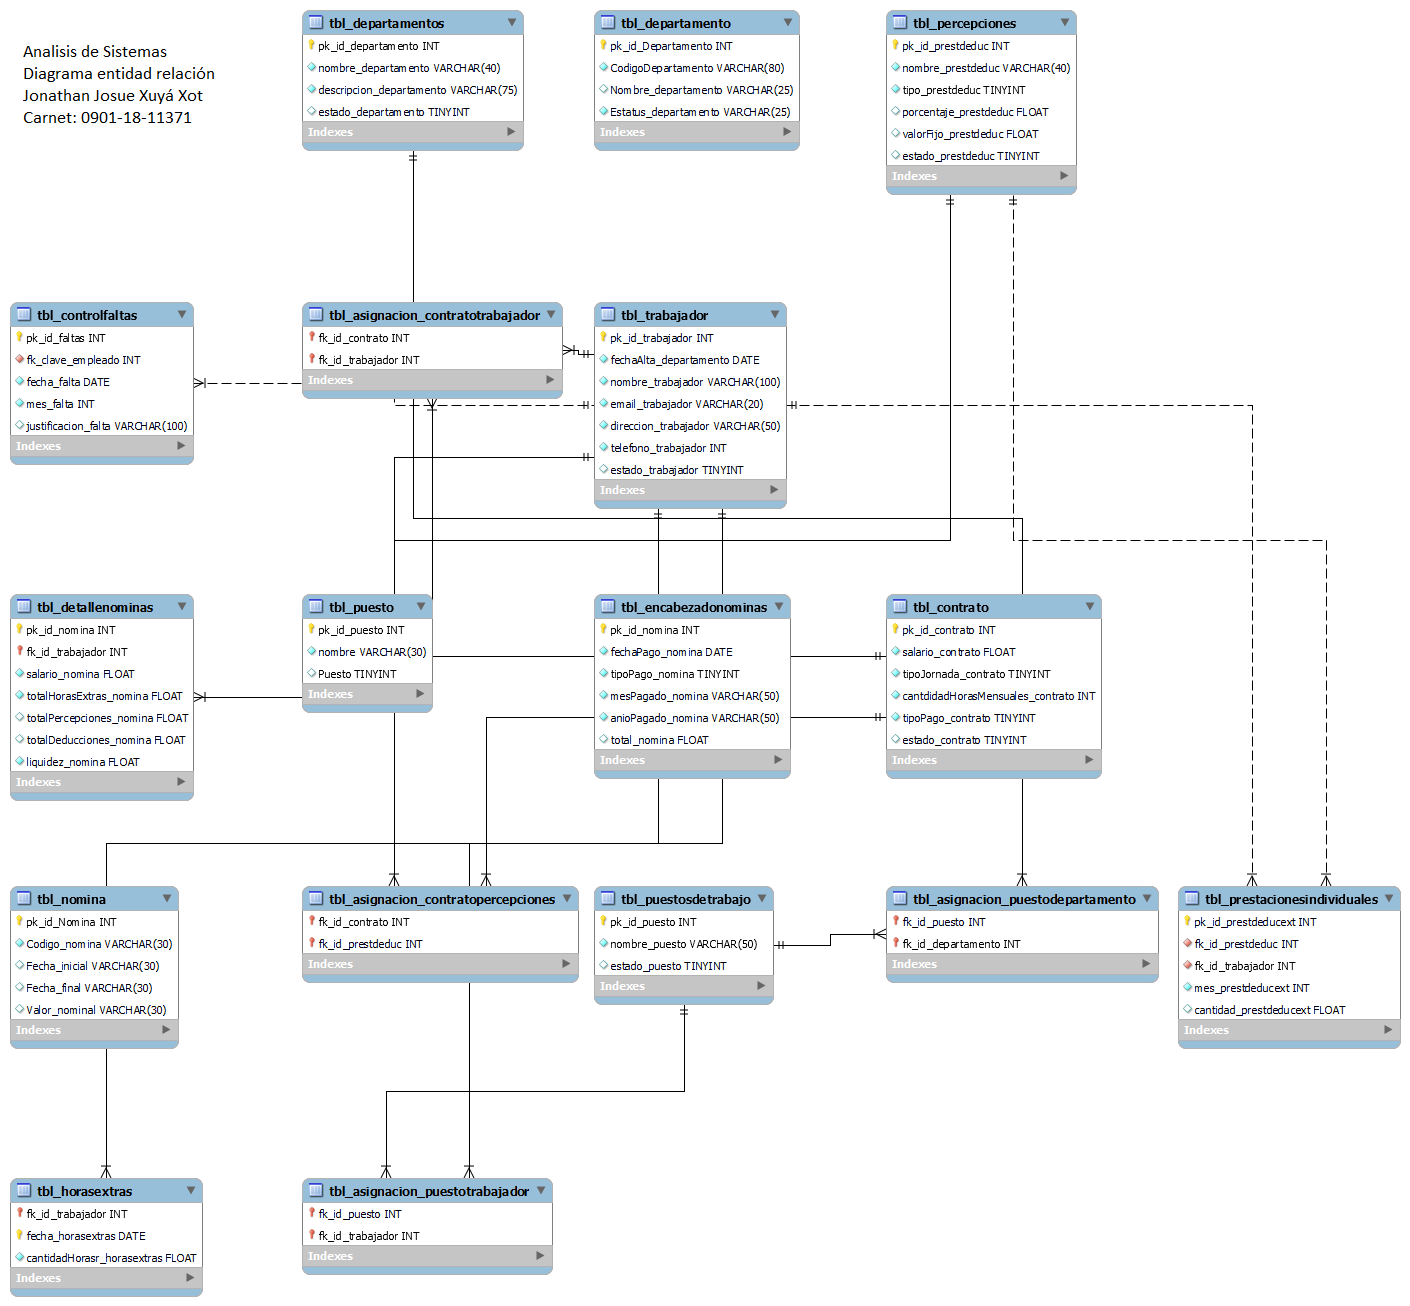 Analisis de Sistemas
Diagrama entidad relación
Jonathan Josue Xuyá Xot
Carnet: 0901-18-11371
tbl_departamentos
pk_id_departamento INT
nombre_departamento VARCHAR(40)
descripcion_departamento VARCHAR(75)
estado_departamento TINYINT
Indexes
tbl_departamento
pk_id_Departamento INT
CodigoDepartamento VARCHAR(80)
Nombre_departamento VARCHAR(25)
Estatus_departamento VARCHAR(25)
Indexes
tbl_percepciones
pk_id_prestdeduc INT
nombre_prestdeduc VARCHAR(40)
tipo_prestdeduc TINYINT
porcentaje_prestdeduc FLOAT
valorFijo_prestdeduc FLOAT
estado_prestdeduc TINYINT
Indexes
tbl_controlfaltas
pk_id_faltas INT
fk_clave_empleado INT
fecha_falta DATE
mes_falta INT
justificacion_falta VARCHAR(100)
Indexes
tbl_asignacion_contratotrabajador
fk_id_contrato INT
fk_id_trabajador INT
Indexes
tbl_trabajador
pk_id_trabajador INT
fechaAlta_departamento DATE
nombre_trabajador VARCHAR(100)
email_trabajador VARCHAR(20)
direccion_trabajador VARCHAR(50)
telefono_trabajador INT
estado_trabajador TINYINT
Indexes
tbl_detallenominas
pk_id_nomina INT
fk_id_trabajador INT
salario_nomina FLOAT
totalHorasExtras_nomina FLOAT
totalPercepciones_nomina FLOAT
totalDeducciones_nomina FLOAT
liquidez_nomina FLOAT
Indexes
tbl_puesto
pk_id_puesto INT
nombre VARCHAR(30)
Puesto TINYINT
Indexes
tbl_encabezadonominas
pk_id_nomina INT
fechaPago_nomina DATE
tipoPago_nomina TINYINT
mesPagado_nomina VARCHAR(50)
anioPagado_nomina VARCHAR(50)
total_nomina FLOAT
Indexes
tbl_contrato
pk_id_contrato INT
salario_contrato FLOAT
tipoJornada_contrato TINYINT
cantdidadHorasMensuales_contrato INT
tipoPago_contrato TINYINT
estado_contrato TINYINT
Indexes
tbl_nomina
pk_id_Nomina INT
Codigo_nomina VARCHAR(30)
Fecha_inicial VARCHAR(30)
Fecha_final VARCHAR(30)
Valor_nominal VARCHAR(30)
Indexes
tbl_asignacion_contratopercepciones
fk_id_contrato INT
fk_id_prestdeduc INT
Indexes
tbl_puestosdetrabajo
pk_id_puesto INT
nombre_puesto VARCHAR(50)
estado_puesto TINYINT
Indexes
tbl_asignacion_puestodepartamento
fk_id_puesto INT
fk_id_departamento INT
Indexes
tbl_prestacionesindividuales
pk_id_prestdeducext INT
fk_id_prestdeduc INT
fk_id_trabajador INT
mes_prestdeducext INT
cantidad_prestdeducext FLOAT
Indexes
tbl_horasextras
fk_id_trabajador INT
fecha_horasextras DATE
cantidadHorasr_horasextras FLOAT
Indexes
tbl_asignacion_puestotrabajador
fk_id_puesto INT
fk_id_trabajador INT
Indexes